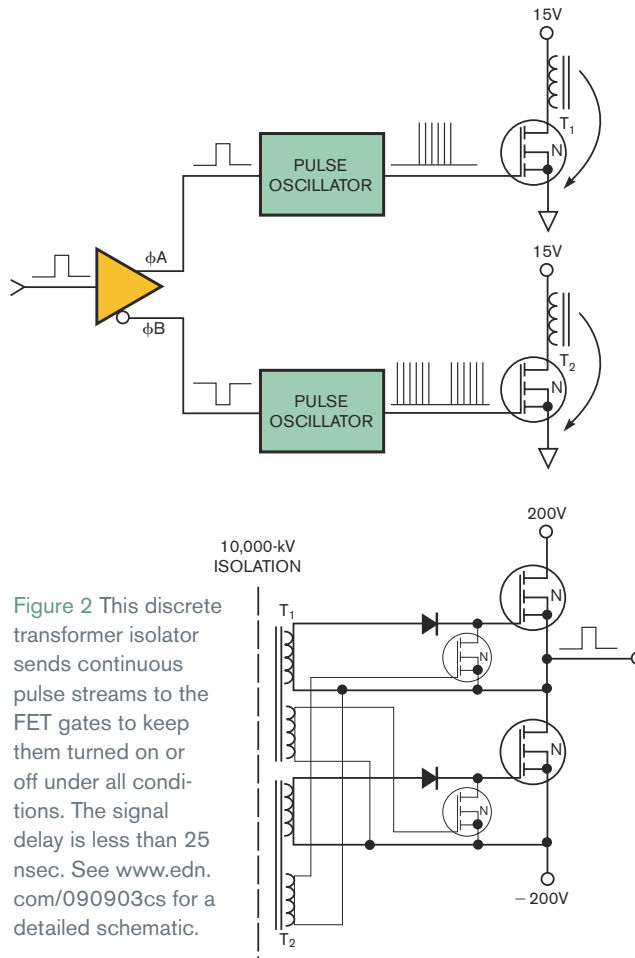 15V
T1
N
PULSE
OSCILLATOR
ϕA
ϕB
15V
T2
N
PULSE
OSCILLATOR
200V
10,000-kV
ISOLATION
N
T1
N
N
N
−200V
T2
Figure 2 This discrete
transformer isolator
sends continuous
pulse streams to the
FET gates to keep
them turned on or
off under all condi-
tions. The signal
delay is less than 25
nsec. See www.edn.
com/090903cs for a
detailed schematic.